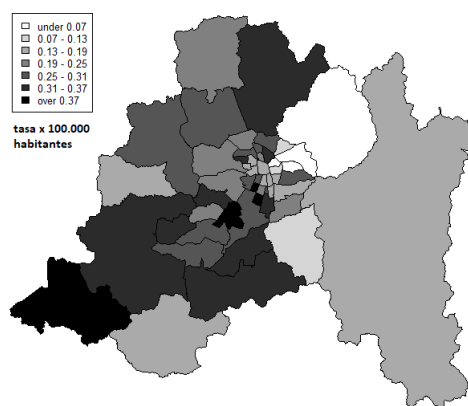 under 0.07
0.07 - 0.13
0.13 - 0.19
0.19 - 0.25
0.25 - 0.31
0.31 - 0.37
over 0.37
tasa x 100.000
habitantes